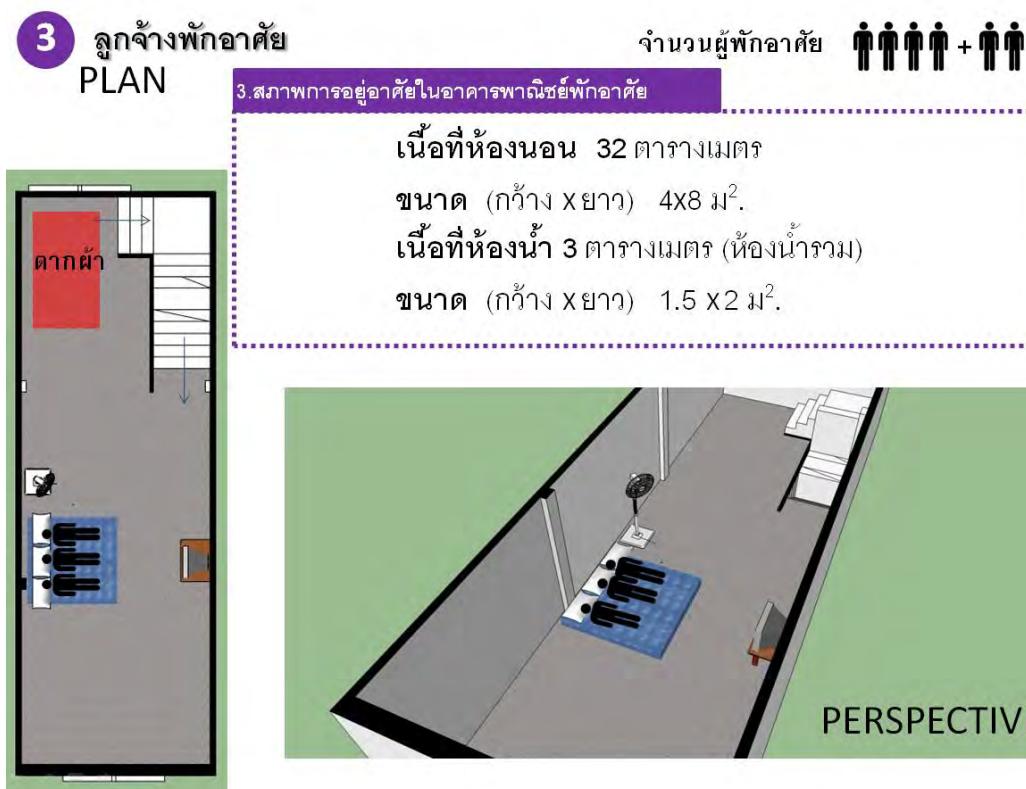 3 ลูกจ้างพักอาศัย
PLAN
จำนวนผู้พักอาศัย +
3.สภาพการอยู่อาศัยในอาคารพาณิชย์พักอาศัย
เนื้อที่ห้องนอน 32 ตารางเมตร
ขนาด (กว้าง x ยาว) 4x8 ม².
เนื้อที่ห้องน้ำ 3 ตารางเมตร (ห้องน้ำรวม)
ขนาด (กว้าง x ยาว) 1.5 x 2 ม².
ตากผ้า
PERSPECTIV